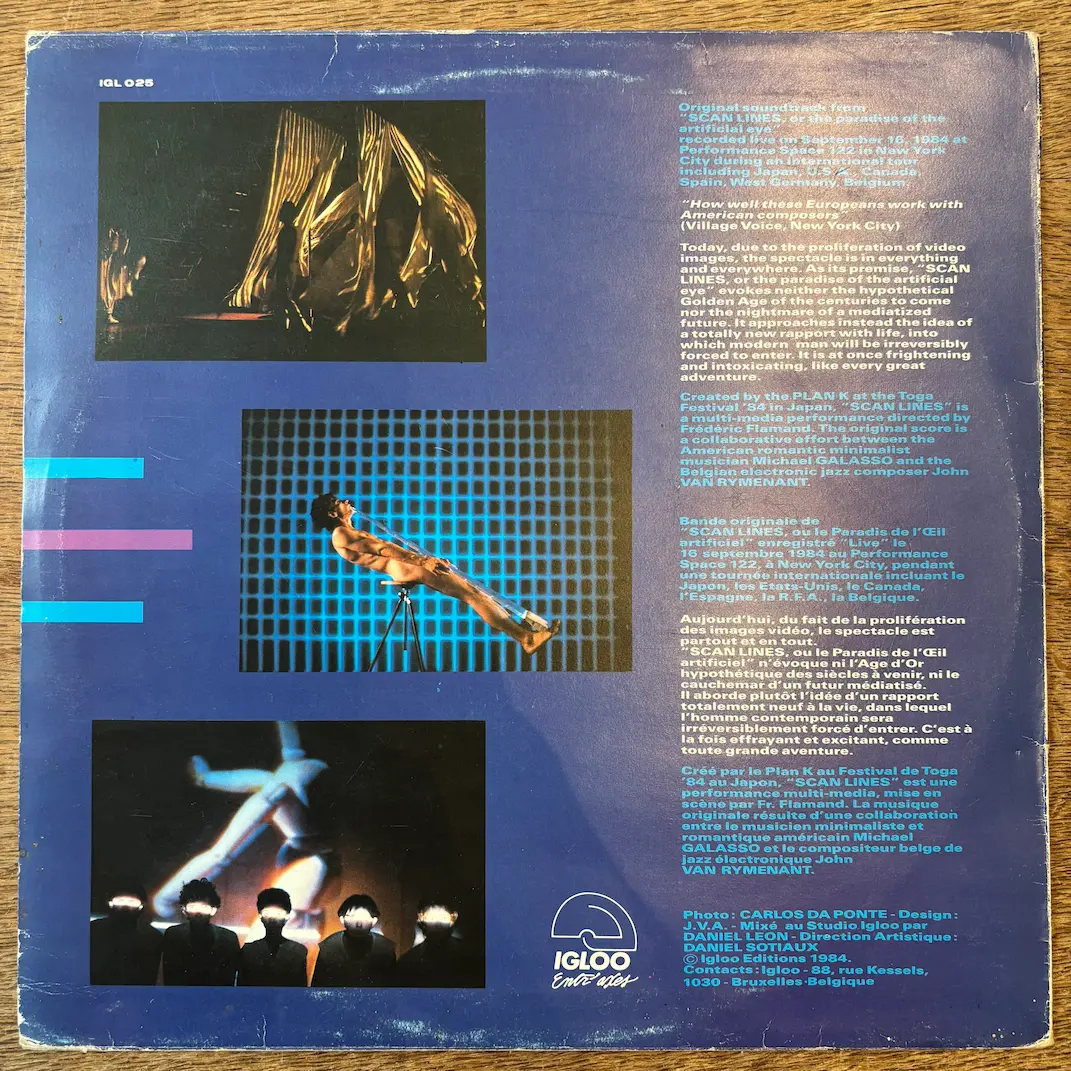 IGL 025
Original soundtrack from
"SCAN LINES, or the paradise of the
artificial eye"
recorded live on September 16, 1984 at
Performance Space 122 in New York
City during an international tour
including Japan, U.S.A., Canada,
Spain, West Germany, Belgium.
"How well these Europeans work with
American composers"
(Village Voice, New York City)
Today, due to the proliferation of video
images, the spectacle is in everything
and everywhere. As its premise, "SCAN
LINES, or the paradise of the artificial
eye" evokes neither the hypothetical
Golden Age of the centuries to come
nor the nightmare of a mediatized
future. It approaches instead the idea of
a totally new rapport with life, into
which modern man will be irreversibly
forced to enter. It is at once frightening
and intoxicating, like every great
adventure.
Created by the PLAN K at the Toga
Festival '84 in Japan, "SCAN LINES" is
a multi-media performance directed by
Frédéric Flamand. The original score is
a collaborative effort between the
American romantic minimalist
musician Michael GALASSO and the
Belgian electronic jazz composer John
VAN RYMENANT.
Bande originale de
"SCAN LINES, ou le Paradis de l'Œil
artificiel" enregistré "Live" le
16 septembre 1984 au Performance
Space 122, à New York City, pendant
une tournée internationale incluant le
Japon, les Etats-Unis, le Canada,
l'Espagne, la R.F.A., la Belgique.
Aujourd'hui, du fait de la prolifération
des images vidéo, le spectacle est
partout et en tout.
"SCAN LINES, ou le Paradis de l'Œil
artificiel" n'évoque ni l'Age d'Or
hypothétique des siècles à venir, ni le
cauchemar d'un futur médiatisé.
Il aborde plutôt l'idée d'un rapport
totalement neuf à la vie, dans lequel
l'homme contemporain sera
irréversiblement forcé d'entrer. C'est à
la fois effrayant et excitant, comme
toute grande aventure.
Créé par le Plan K au Festival de Toga
'84 au Japon, "SCAN LINES" est une
performance multi-media, mise en
scène par Fr. Flamand. La musique
originale résulte d'une collaboration
entre le musicien minimaliste et
romantique américain Michael
GALASSO et le compositeur belge de
jazz électronique John
VAN RYMENANT.
Photo : CARLOS DA PONTE - Design :
J.V.A. - Mixé au Studio Igloo par
DANIEL LEON - Direction Artistique :
DANIEL SOTIAUX
© Igloo Editions 1984.
Contacts : Igloo - 88, rue Kessels,
1030 - Bruxelles-Belgique
IGLOO
Entr'axes